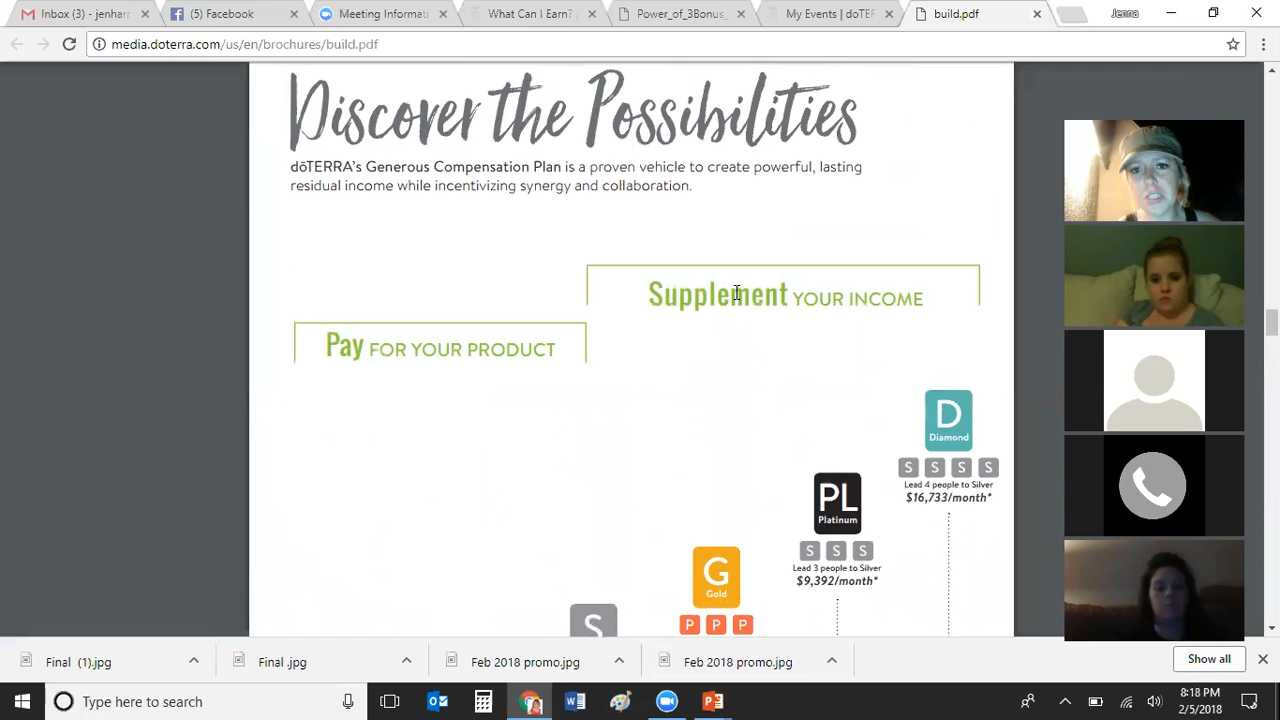 Inbox (3) - jenharr
(5) Facebook
Meeting Informati
What Can I Earn?
Power_of_3Bonus_
My Events | doTEF
build.pdf
Jenna
media.doterra.com/us/en/brochures/build.pdf
Discover the Possibilities
dōTERRA's Generous Compensation Plan is a proven vehicle to create powerful, lasting
residual income while incentivizing synergy and collaboration.
Supplement YOUR INCOME
Pay FOR YOUR PRODUCT
D
Diamond
S S S S
Lead 4 people to Silver
$16,733/month*
PL
Platinum
S S S
Lead 3 people to Silver
$9,392/month*
G
Gold
P P P
S
Final (1).jpg
Final .jpg
Feb 2018 promo.jpg
Feb 2018 promo.jpg
Show all
Type here to search
8:18 PM
2/5/2018